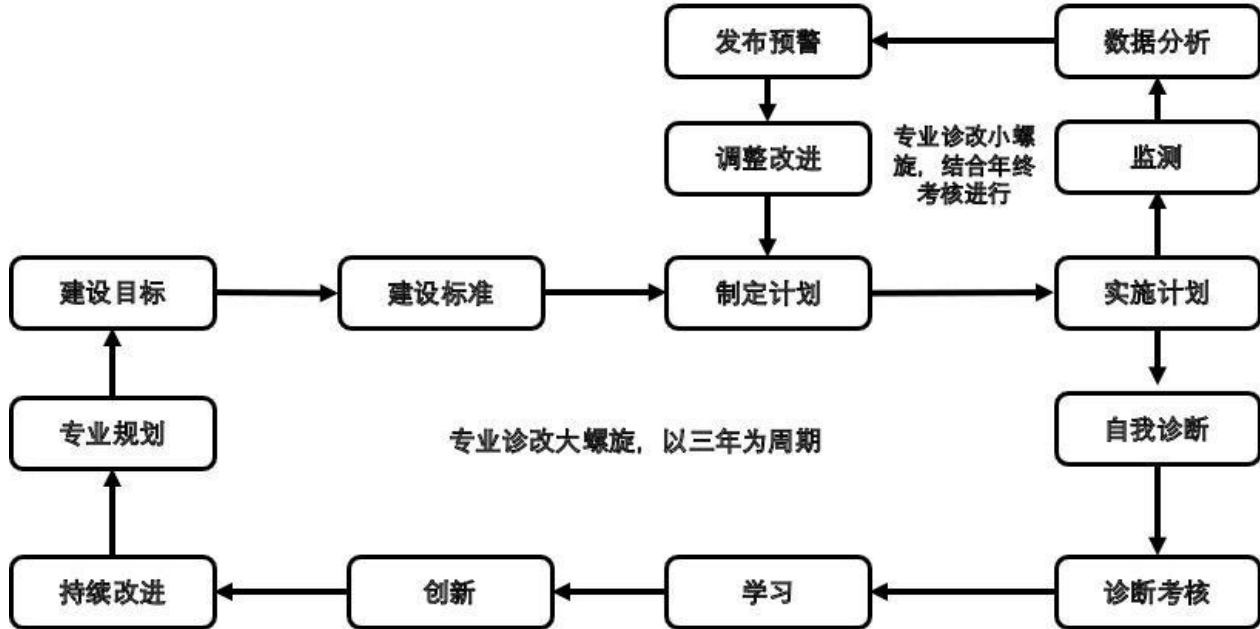 发布预警
数据分析
调整改进
专业诊改小螺
旋，结合年终
考核进行
监测
建设目标
建设标准
制定计划
实施计划
专业规划
专业诊改大螺旋，以三年为周期
自我诊断
持续改进
创新
学习
诊断考核